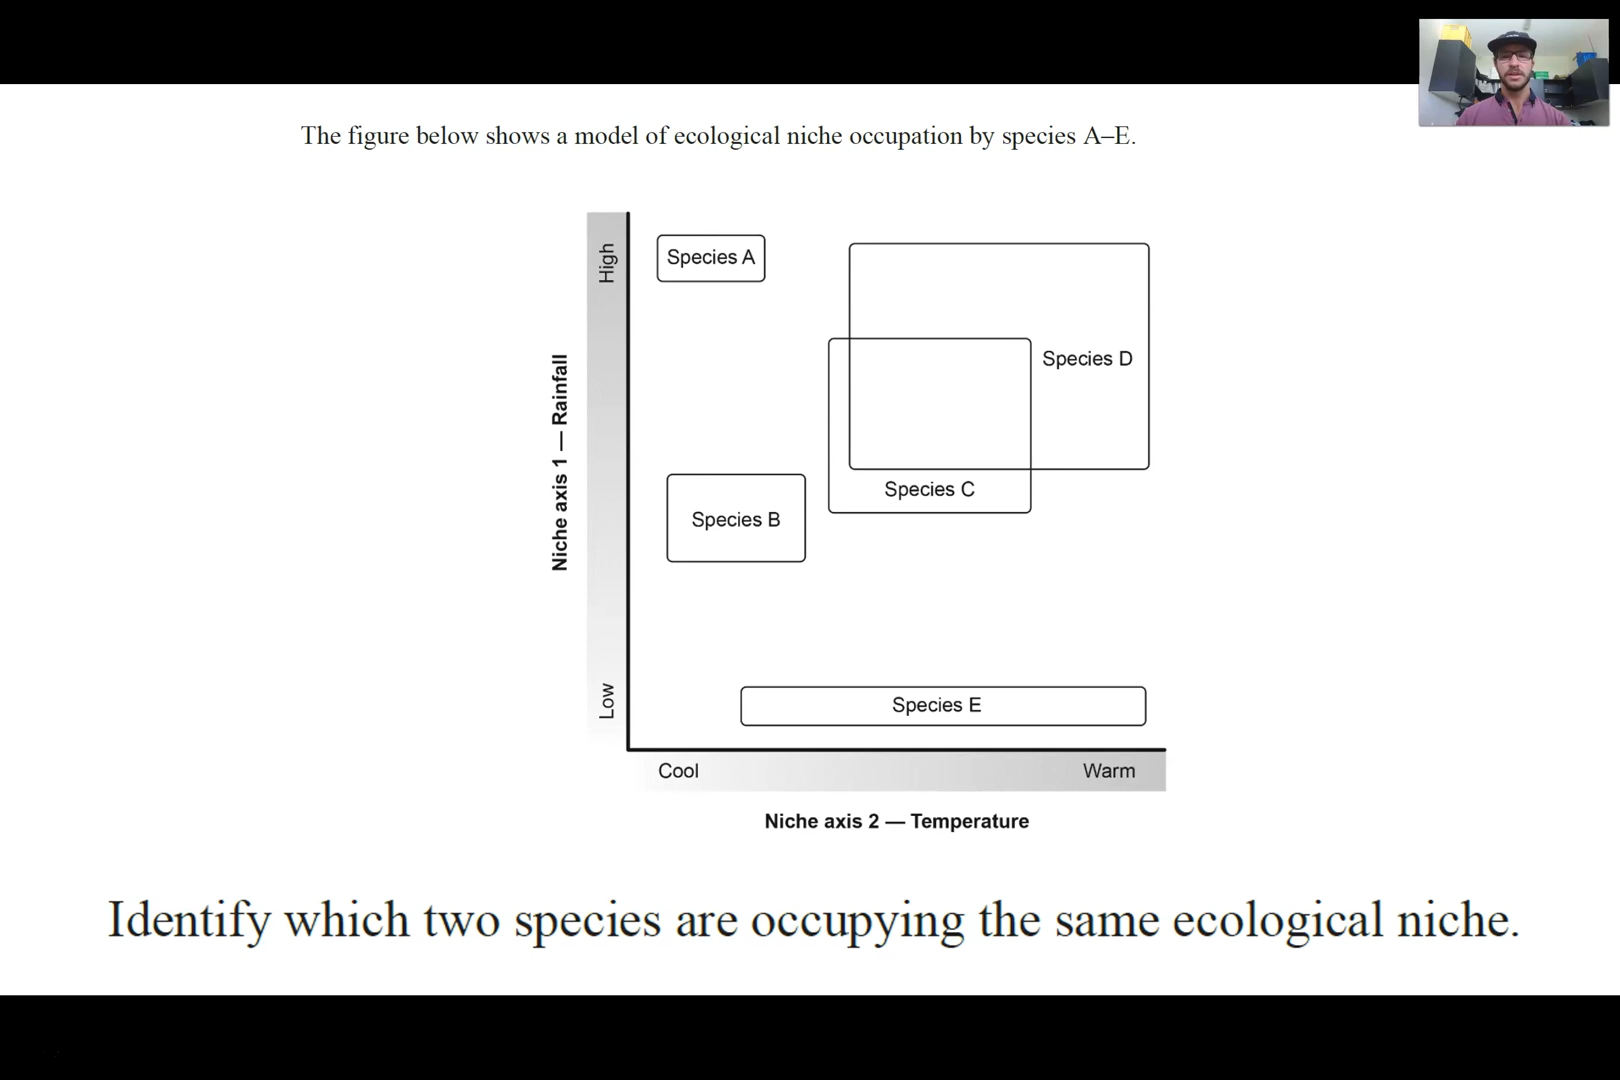 The figure below shows a model of ecological niche occupation by species A–E.
High
Species A
Species D
Niche axis 1 — Rainfall
Species C
Species B
Low
Species E
Cool
Warm
Niche axis 2 — Temperature
Identify which two species are occupying the same ecological niche.